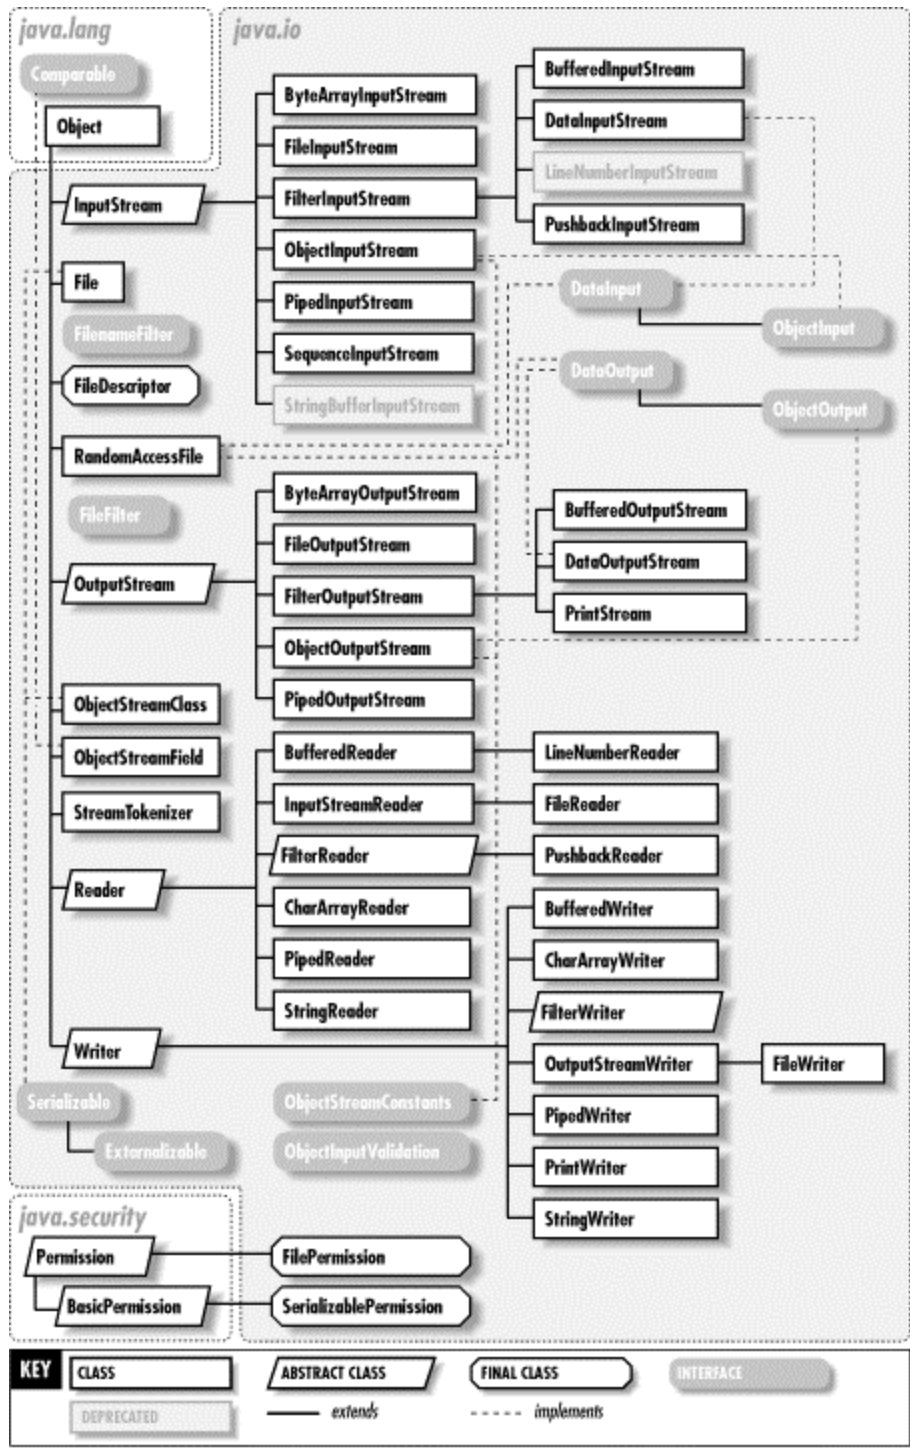 java.lang
Comparable
Object
java.io
InputStream
File
FilenameFilter
FileDescriptor
RandomAccessFile
FileFilter
OutputStream
ObjectStreamClass
ObjectStreamField
StreamTokenizer
Reader
Writer
Serializable
Externalizable
ByteArrayInputStream
FileInputStream
FilterInputStream
ObjectInputStream
PipedInputStream
SequenceInputStream
StringBufferInputStream
BufferedInputStream
DataInputStream
LineNumberInputStream
PushbackInputStream
DataInput
ObjectInput
DataOutput
ObjectOutput
ByteArrayOutputStream
FileOutputStream
FilterOutputStream
ObjectOutputStream
PipedOutputStream
BufferedOutputStream
DataOutputStream
PrintStream
BufferedReader
InputStreamReader
FilterReader
CharArrayReader
PipedReader
StringReader
LineNumberReader
FileReader
PushbackReader
BufferedWriter
CharArrayWriter
FilterWriter
OutputStreamWriter
PipedWriter
PrintWriter
StringWriter
FileWriter
ObjectStreamConstants
ObjectInputValidation
java.security
Permission
BasicPermission
FilePermission
SerializablePermission
KEY
CLASS
ABSTRACT CLASS
FINAL CLASS
INTERFACE
DEPRECATED
extends
implements